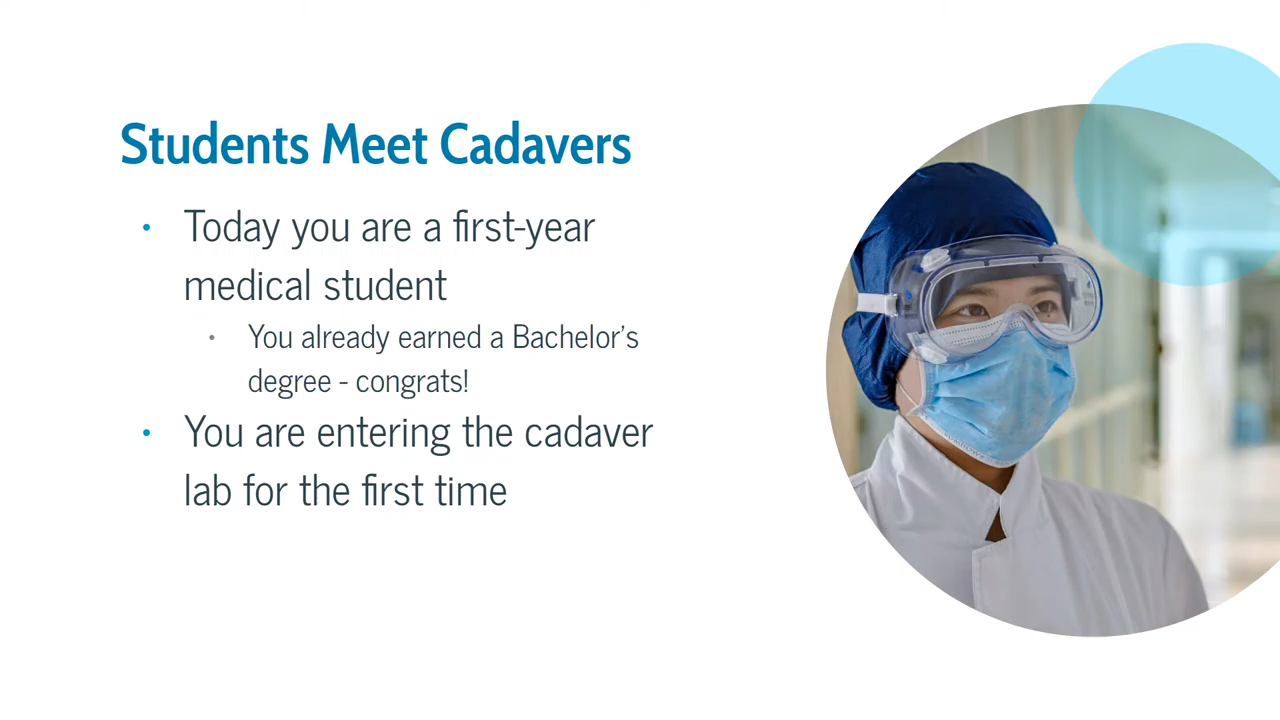 Students Meet Cadavers
• Today you are a first-year
medical student
• You already earned a Bachelor’s
degree - congrats!
• You are entering the cadaver
lab for the first time